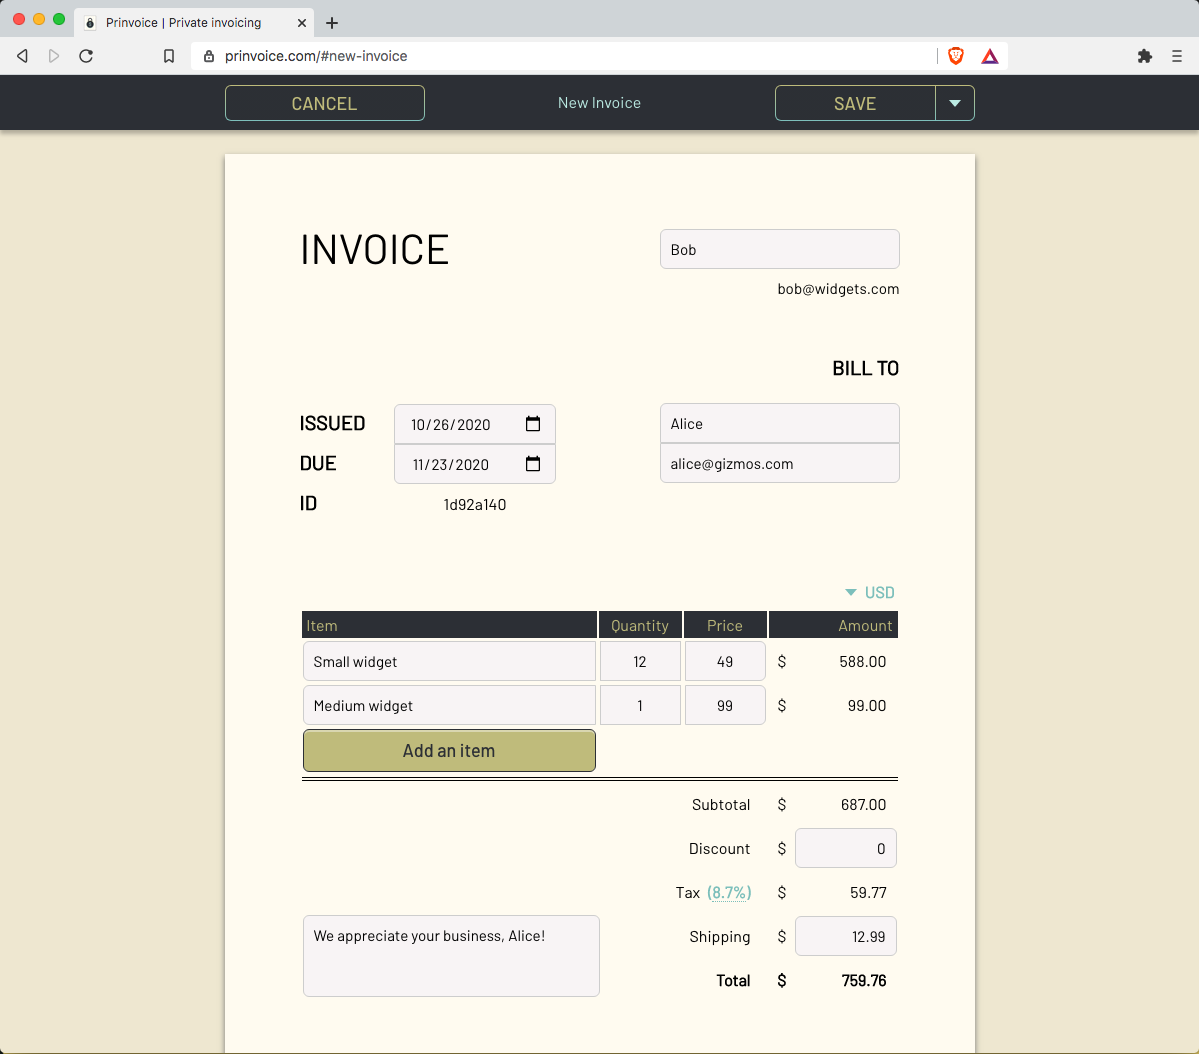 Prinvoice | Private invoicing
prinvoice.com/#new-invoice
CANCEL New Invoice SAVE
INVOICE
Bob
bob@widgets.com
BILL TO
ISSUED 10/26/2020 Alice
DUE 11/23/2020 alice@gizmos.com
ID 1d92a140
USD
Item Quantity Price Amount
Small widget 12 49 $ 588.00
Medium widget 1 99 $ 99.00
Add an item
Subtotal $ 687.00
Discount $ 0
Tax (8.7%) $ 59.77
We appreciate your business, Alice! Shipping $ 12.99
Total $ 759.76